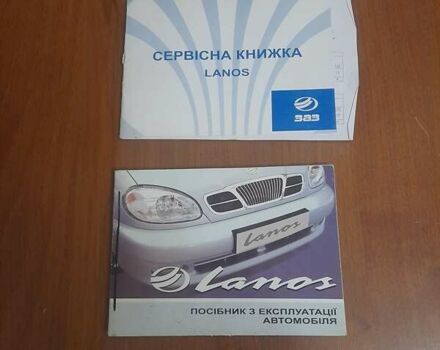 СЕРВІСНА КНИЖКА
LANOS
ЗАЗ
Lanos
Lanos
ПОСІБНИК З ЕКСПЛУАТАЦІЇ
АВТОМОБІЛЯ